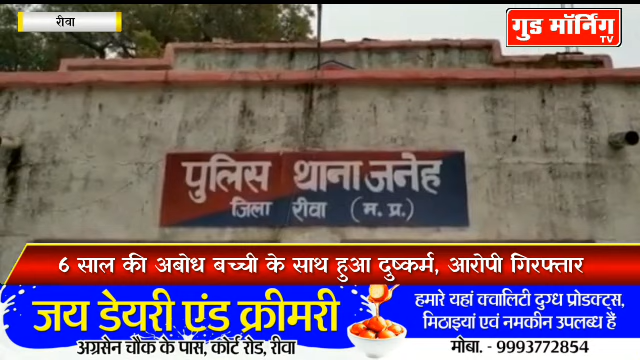 रीवा
गुड मॉर्निंग
TV
पुलिस थाना जनेह
जिला रीवा (म.प्र.)
6 साल की अबोध बच्ची के साथ हुआ दुष्कर्म, आरोपी गिरफ्तार
जय डेयरी एंड क्रीमरी
अग्रसेन चौक के पास, कोर्ट रोड, रीवा
हमारे यहां क्वालिटी दुग्ध प्रोडक्ट्स,
मिठाइयां एवं नमकीन उपलब्ध हैं
मोबा. - 9993772854